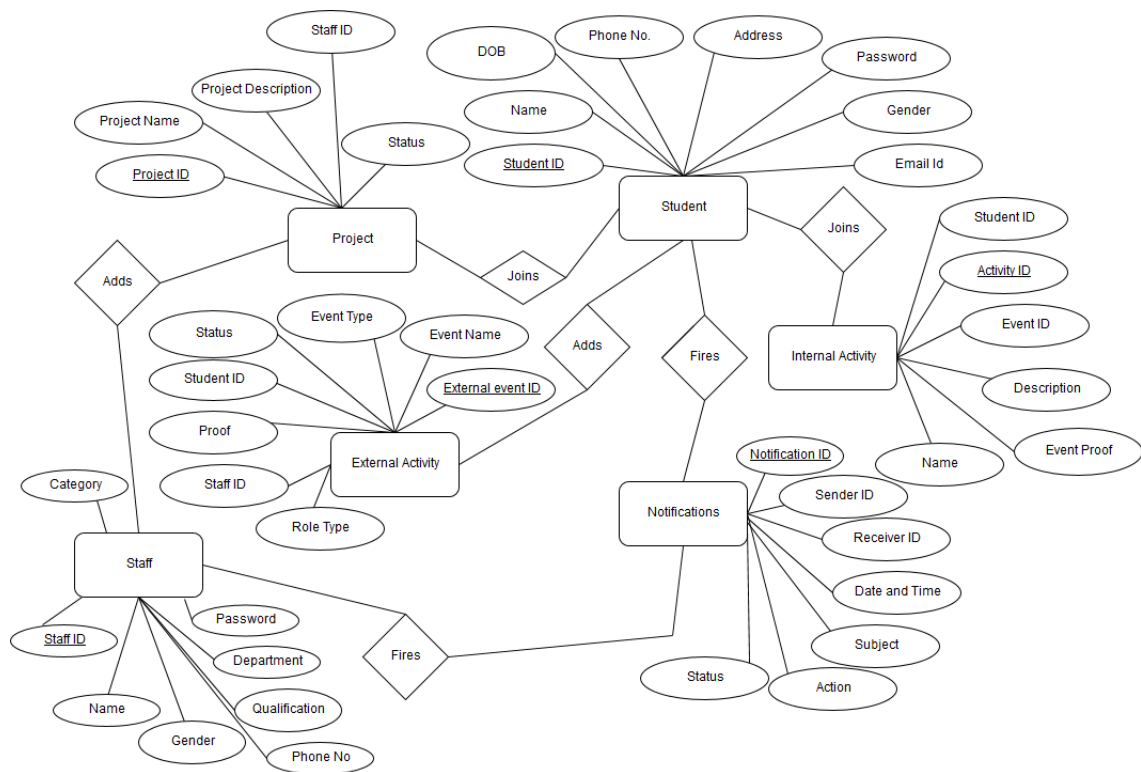 Staff ID
Project Description
Project Name
Status
Project ID
Project
DOB
Phone No.
Address
Password
Name
Gender
Student ID
Email Id
Student
Joins
Joins
Adds
Student ID
Activity ID
Event ID
Internal Activity
Description
Event Proof
Name
Event Type
Status
Event Name
Student ID
External event ID
Proof
External Activity
Staff ID
Role Type
Adds
Fires
Notification ID
Sender ID
Notifications
Receiver ID
Date and Time
Subject
Action
Status
Category
Staff
Staff ID
Password
Department
Name
Qualification
Gender
Phone No
Fires